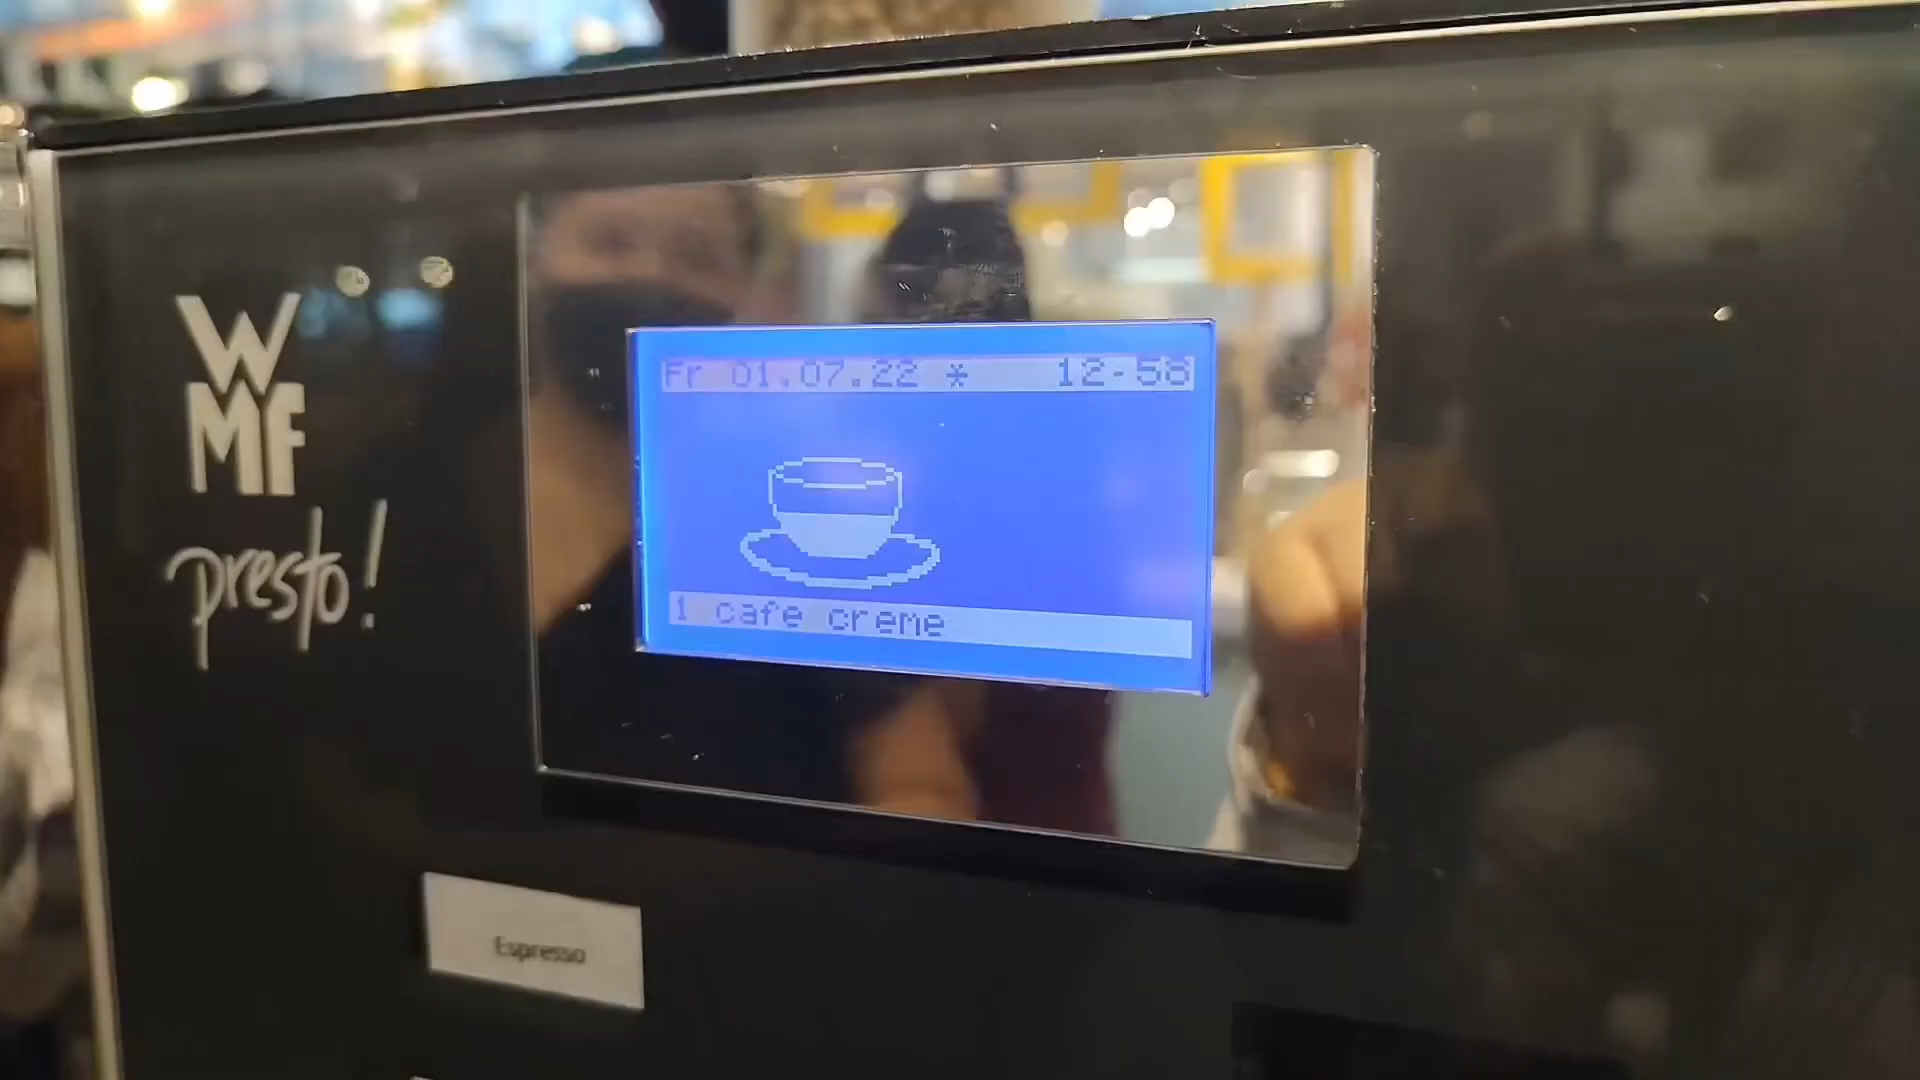 WMF
presto!
Fr 01.07.22 * 12-58
1 cafe creme
Espresso